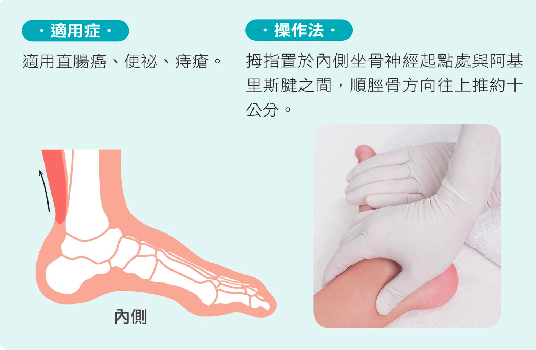 ·適用症·
適用直腸癌、便祕、痔瘡。
·操作法·
拇指置於內側坐骨神經起點處與阿基
里斯腱之間，順脛骨方向往上推約十
公分。
內側